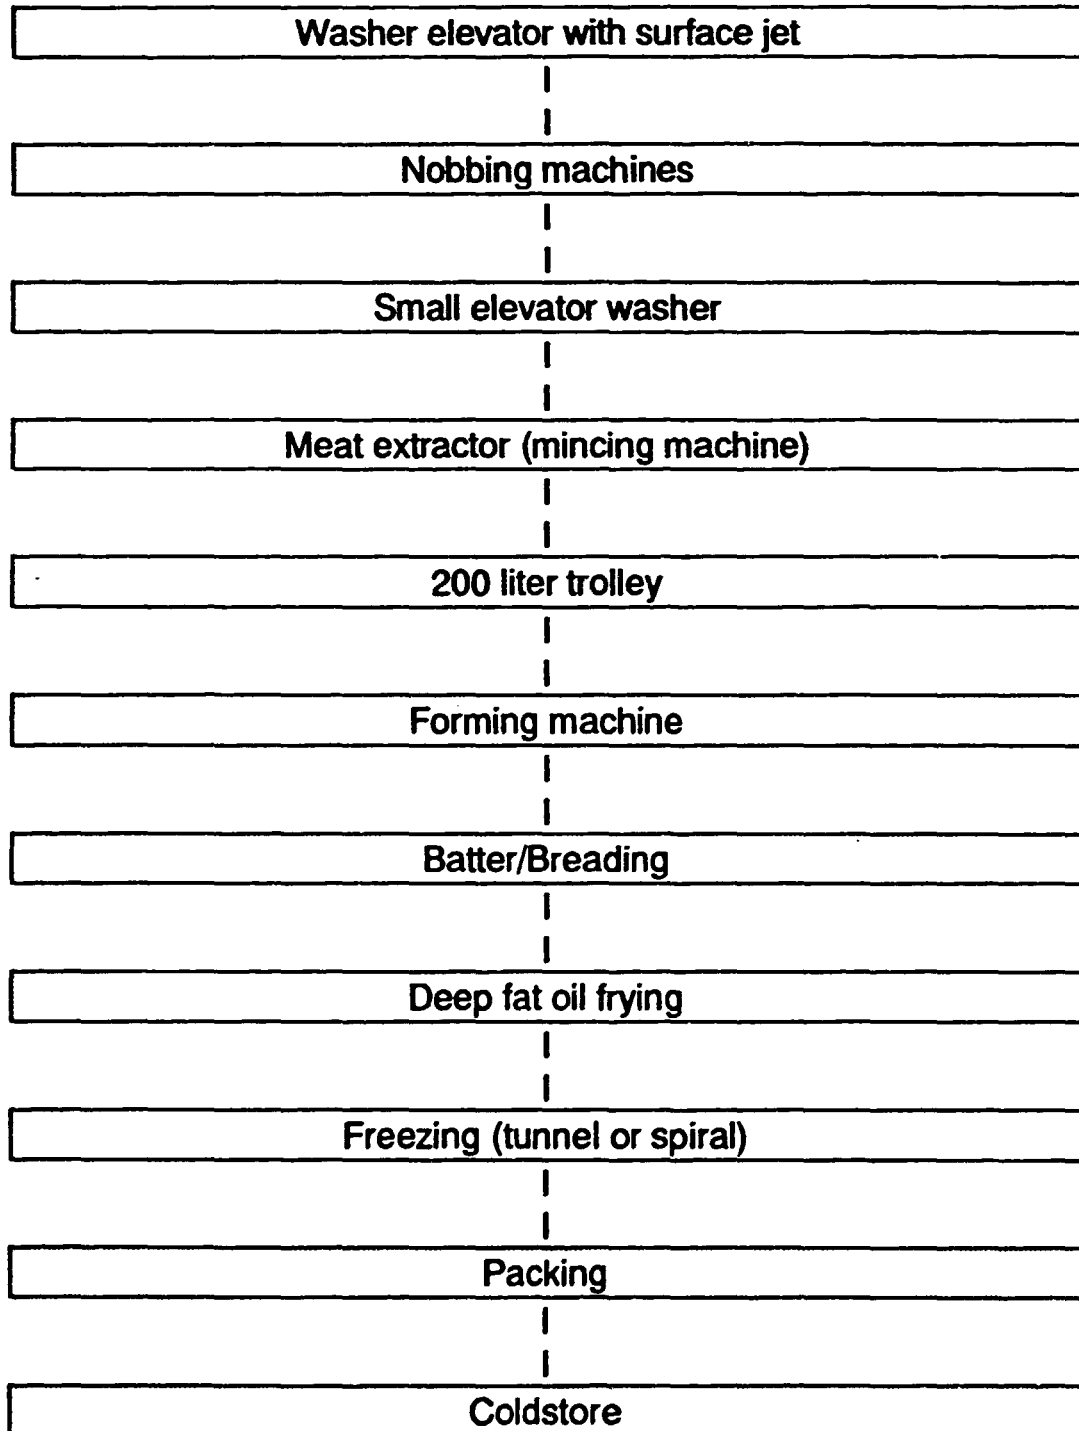 Washer elevator with surface jet
Nobbing machines
Small elevator washer
Meat extractor (mincing machine)
200 liter trolley
Forming machine
Batter/Breading
Deep fat oil frying
Freezing (tunnel or spiral)
Packing
Coldstore